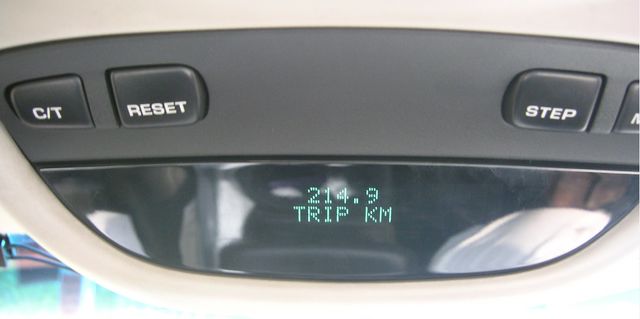 C/T
RESET
STEP
M
214.9
TRIP KM